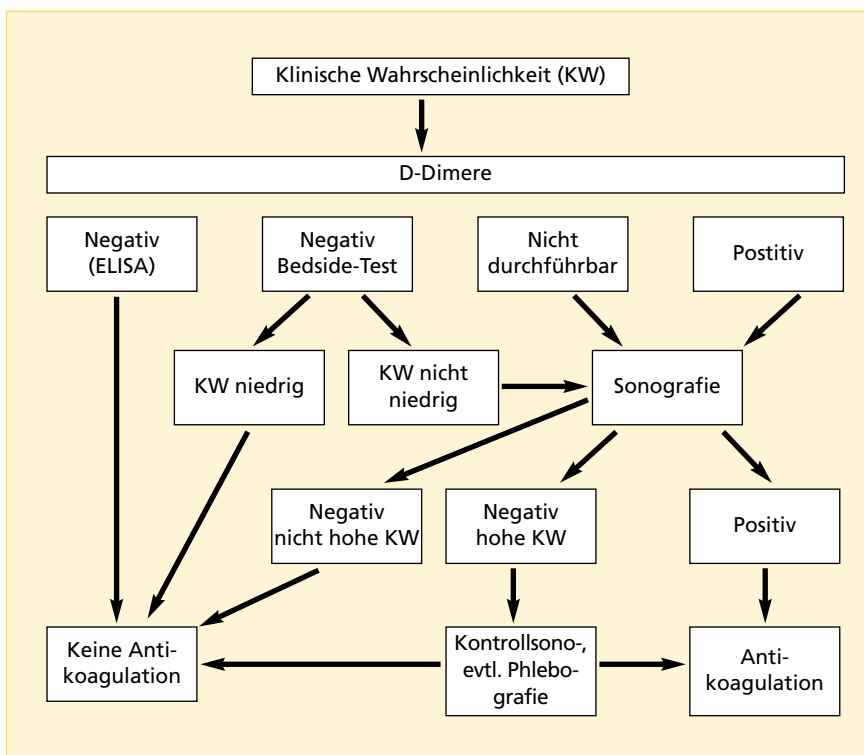 Klinische Wahrscheinlichkeit (KW)
D-Dimere
Negativ
(ELISA)
Negativ
Bedside-Test
Nicht
durchführbar
Postitiv
KW niedrig
KW nicht
niedrig
Sonografie
Negativ
nicht hohe KW
Negativ
hohe KW
Positiv
Keine Anti-
koagulation
Kontrollsono-,
evtl. Phlebo-
grafie
Anti-
koagulation